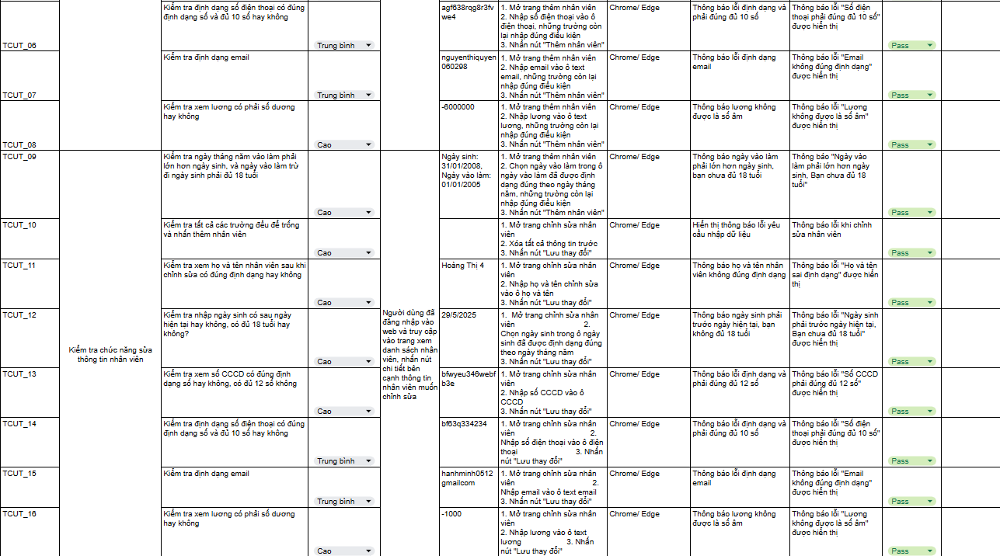 TCUT_06
Kiểm tra định dạng số điện thoại có đúng
định dạng số và đủ 10 số hay không
Trung bình
agf638rqg8r3fv
we4
1. Mở trang thêm nhân viên
2. Nhập số điện thoại vào ô
điện thoại, những trường còn
lại nhập đúng điều kiện
3. Nhấn nút "Thêm nhân viên"
Chrome/ Edge
Thông báo lỗi định dạng và
phải đúng 10 số
Thông báo lỗi "Số điện
thoại phải đúng đủ 10 số"
được hiển thị
Pass
TCUT_07
Kiểm tra định dạng email
Trung bình
nguyenthiquyen
060298
1. Mở trang thêm nhân viên
2. Nhập email vào ô text
email, những trường còn lại
nhập đúng điều kiện
3. Nhấn nút "Thêm nhân viên"
Chrome/ Edge
Thông báo lỗi định dạng
email
Thông báo lỗi "Email
không đúng định dạng"
được hiển thị
Pass
TCUT_08
Kiểm tra xem lương có phải số dương
hay không
Cao
-6000000
1. Mở trang thêm nhân viên
2. Nhập lương vào ô text
lương, những trường còn lại
nhập đúng điều kiện
3. Nhấn nút "Thêm nhân viên"
Chrome/ Edge
Thông báo lương không
được là số âm
Thông báo lỗi "Lương
không được là số âm"
được hiển thị
Pass
TCUT_09
Kiểm tra ngày tháng năm vào làm phải
lớn hơn ngày sinh, và ngày vào làm trừ
đi ngày sinh phải đủ 18 tuổi
Cao
Ngày sinh:
31/01/2008,
Ngày vào làm:
01/01/2005
1. Mở trang thêm nhân viên
2. Chọn ngày vào làm trong ô
ngày vào làm đã được định
dạng đúng theo ngày tháng
năm, những trường còn lại
nhập đúng điều kiện
3. Nhấn nút "Thêm nhân viên"
Chrome/ Edge
Thông báo ngày vào làm
phải lớn hơn ngày sinh,
bạn chưa đủ 18 tuổi
Thông báo "Ngày vào
làm phải lớn hơn ngày
sinh, Bạn chưa đủ 18
tuổi"
Pass
Kiểm tra chức năng sửa
thông tin nhân viên
Người dùng đã
đăng nhập vào
web và truy cập
vào trang xem
danh sách nhân
viên, nhấn nút
chi tiết bên
cạnh thông tin
nhân viên muốn
chỉnh sửa
TCUT_10
Kiểm tra tất cả các trường đều để trống
và nhấn thêm nhân viên
Cao
1. Mở trang chỉnh sửa nhân
viên
2. Xóa tất cả thông tin trước
3. Nhấn nút "Lưu thay đổi"
Chrome/ Edge
Hiển thị thông báo lỗi yêu
cầu nhập dữ liệu
Thông báo lỗi khi chỉnh
sửa nhân viên
Pass
TCUT_11
Kiểm tra xem họ và tên nhân viên sau khi
chỉnh sửa có đúng định dạng hay không
Cao
Hoàng Thị 4
1. Mở trang chỉnh sửa nhân
viên
2. Nhập họ và tên chỉnh sửa
vào ô họ và tên
3. Nhấn nút "Lưu thay đổi"
Chrome/ Edge
Thông báo họ và tên nhân
viên không đúng định dạng
Thông báo lỗi "Họ và tên
sai định dạng" được hiển
thị
Pass
TCUT_12
Kiểm tra nhập ngày sinh có sau ngày
hiện tại hay không, có đủ 18 tuổi hay
không?
Cao
29/5/2025
1. Mở trang chỉnh sửa nhân
viên 2.
Chọn ngày sinh trong ô ngày
sinh đã được định dạng đúng
theo ngày tháng năm
3. Nhấn nút "Lưu thay đổi"
Chrome/ Edge
Thông báo ngày sinh phải
trước ngày hiện tại, bạn
không đủ 18 tuổi
Thông báo lỗi "Ngày sinh
phải trước ngày hiện tại,
Bạn chưa đủ 18 tuổi"
được hiển thị
Pass
TCUT_13
Kiểm tra xem số CCCD có đúng định
dạng số hay không, có đủ 12 số không
Cao
bfwyeu346webf
b3e
1. Mở trang chỉnh sửa nhân
viên
2. Nhập số CCCD vào ô
CCCD
3. Nhấn nút "Lưu thay đổi"
Chrome/ Edge
Thông báo lỗi định dạng và
phải đúng 12 số
Thông báo lỗi "Số CCCD
phải đúng đủ 12 số"
được hiển thị
Pass
TCUT_14
Kiểm tra định dạng số điện thoại có đúng
định dạng số và đủ 10 số hay không
Trung bình
bf63q334234
1. Mở trang chỉnh sửa nhân
viên 2.
Nhập số điện thoại vào ô điện
thoại 3. Nhấn
nút "Lưu thay đổi"
Chrome/ Edge
Thông báo lỗi định dạng và
phải đúng 10 số
Thông báo lỗi "Số điện
thoại phải đúng đủ 10 số"
được hiển thị
Pass
TCUT_15
Kiểm tra định dạng email
Trung bình
hanhminh0512
gmailcom
1. Mở trang chỉnh sửa nhân
viên 2.
Nhập email vào ô text email
3. Nhấn nút "Lưu thay đổi"
Chrome/ Edge
Thông báo lỗi định dạng
email
Thông báo lỗi "Email
không đúng định dạng"
được hiển thị
Pass
TCUT_16
Kiểm tra xem lương có phải số dương
hay không
Cao
-1000
1. Mở trang chỉnh sửa nhân
viên
2. Nhập lương vào ô text
lương 3. Nhấn
nút "Lưu thay đổi"
Chrome/ Edge
Thông báo lương không
được là số âm
Thông báo lỗi "Lương
không được là số âm"
được hiển thị
Pass